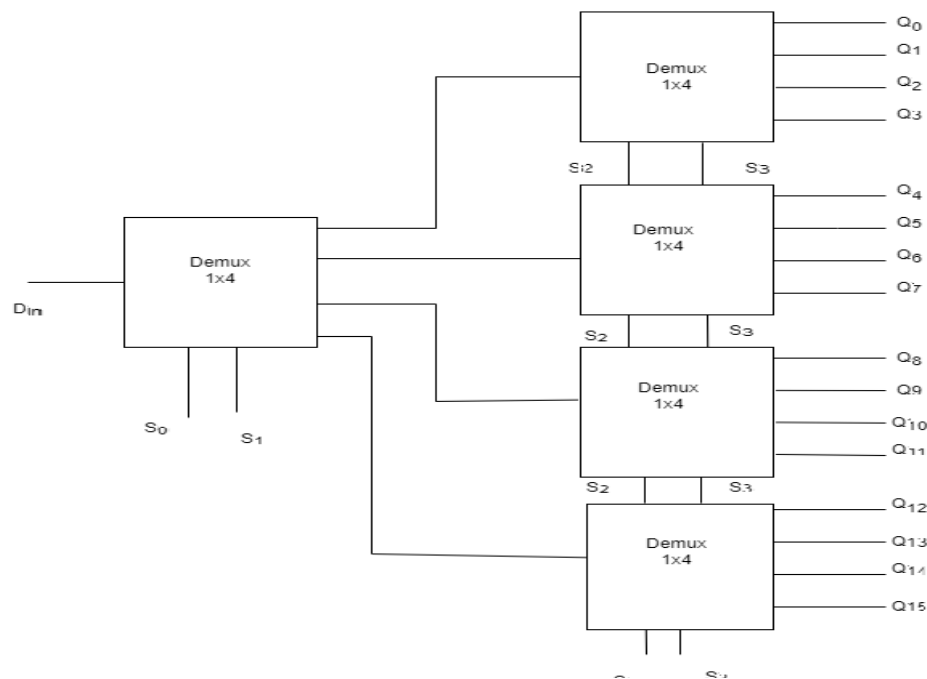 Demux
1x4
Q0
Q1
Q2
Q3
S2
S3
Demux
1x4
Q4
Q5
Q6
Q7
Demux
1x4
Din
S0
S1
S2
S3
Demux
1x4
Q8
Q9
Q10
Q11
S2
S3
Demux
1x4
Q12
Q13
Q14
Q15